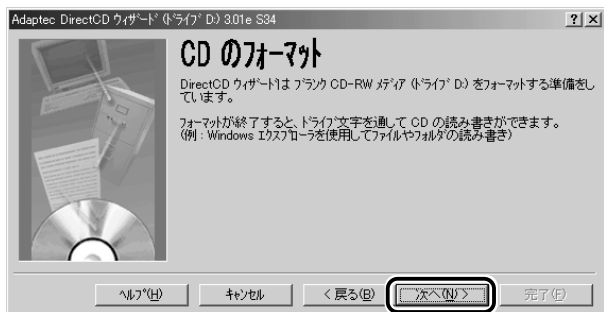 Adaptec DirectCD ウィザード (ドライブ D:) 3.01e S34
CD のフォーマット
DirectCD ウィザードは ブランク CD-RW メディア (ドライブ D:) をフォーマットする準備をし
ています。
フォーマットが終了すると、ドライブ文字を通して CD の読み書きができます。
(例 : Windows エクスプローラを使用してファイルやフォルダの読み書き)
ヘルプ(H) キャンセル < 戻る(B) 次へ(N) > 完了(F)